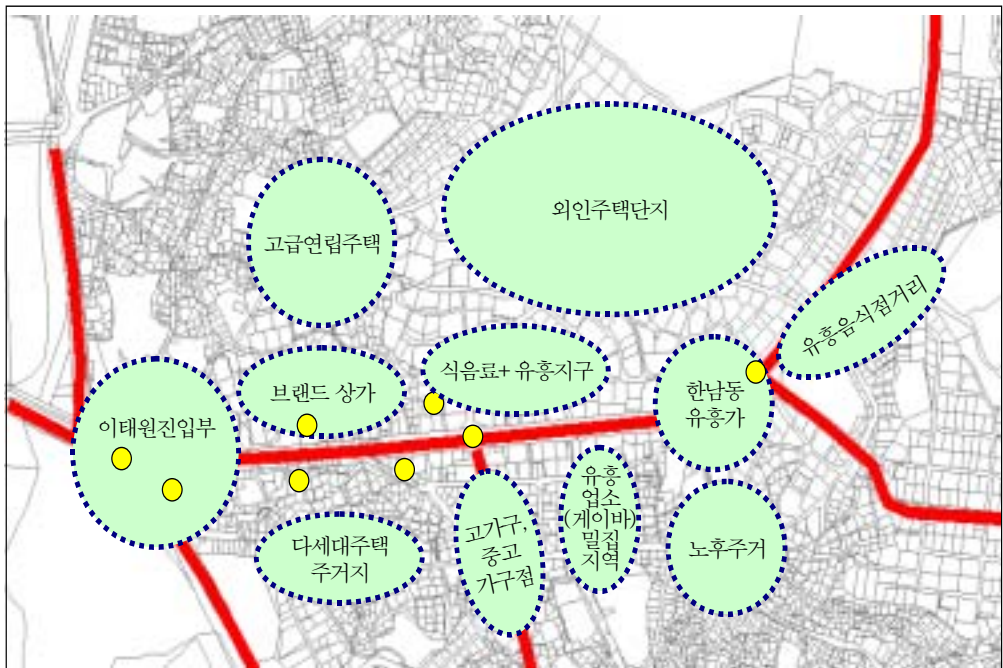 외인주택단지
고급연립주택
유흥음식점거리
식음료+ 유흥지구
브랜드 상가
한남동
유흥가
이태원진입부
유흥
업소
(게이바)
밀집
지역
고가구,
중고
가구점
다세대주택
주거지
노후주거